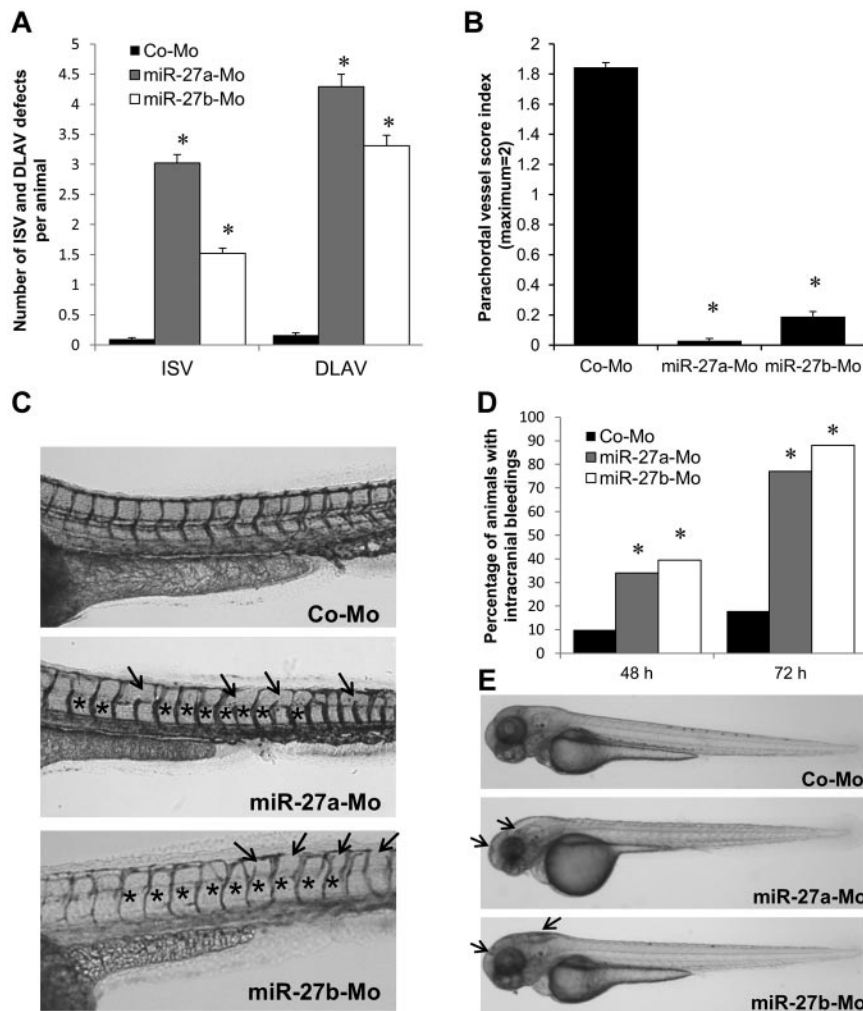 A
Co-Mo
miR-27a-Mo
miR-27b-Mo
Number of ISV and DLAV defects
per animal
5
4.5
4
3.5
3
2.5
2
1.5
1
0.5
0
*
*
*
*
ISV
DLAV
B
Parachordal vessel score index
(maximum=2)
2
1.8
1.6
1.4
1.2
1
0.8
0.6
0.4
0.2
0
*
*
Co-Mo
miR-27a-Mo
miR-27b-Mo
C
Co-Mo
* * * * * * * * *
miR-27a-Mo
* * * * * * * * *
miR-27b-Mo
D
Co-Mo
miR-27a-Mo
miR-27b-Mo
Percentage of animals with
intracranial bleedings
100
90
80
70
60
50
40
30
20
10
0
*
*
*
*
48 h
72 h
E
Co-Mo
miR-27a-Mo
miR-27b-Mo